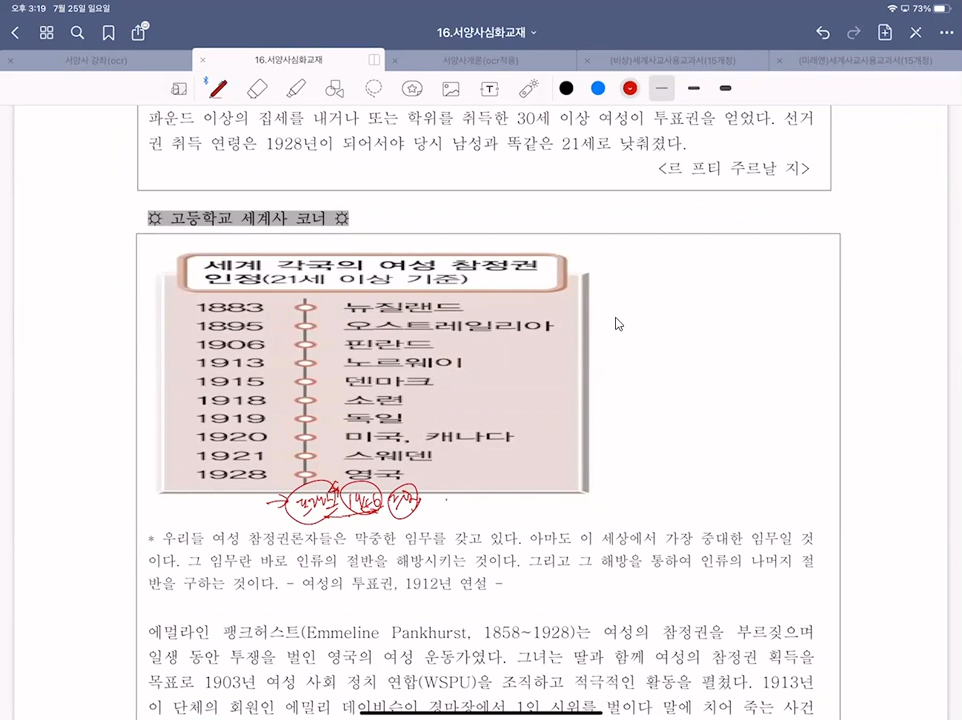 오후 3:19 7월 25일 일요일
73%
16.서양사심화교재
서양사 강좌(ocr)
16.서양사심화교재
서양사개론(ocr적용)
(비상)세계사교사용교과서(15개정)
(미래엔)세계사교사용교과서(15개정)
파운드 이상의 집세를 내거나 또는 학위를 취득한 30세 이상 여성이 투표권을 얻었다. 선거
권 취득 연령은 1928년이 되어서야 당시 남성과 똑같은 21세로 낮춰졌다.
<르 프티 주르날 지>
☼ 고등학교 세계사 코너 ☼
세계 각국의 여성 참정권
인정(21세 이상 기준)
1883 뉴질랜드
1895 오스트레일리아
1906 핀란드
1913 노르웨이
1915 덴마크
1918 소련
1919 독일
1920 미국, 캐나다
1921 스웨덴
1928 영국
* 우리들 여성 참정권론자들은 막중한 임무를 갖고 있다. 아마도 이 세상에서 가장 중대한 임무일 것
이다. 그 임무란 바로 인류의 절반을 해방시키는 것이다. 그리고 그 해방을 통하여 인류의 나머지 절
반을 구하는 것이다. - 여성의 투표권, 1912년 연설 -
에멀라인 팽크허스트(Emmeline Pankhurst, 1858~1928)는 여성의 참정권을 부르짖으며
일생 동안 투쟁을 벌인 영국의 여성 운동가였다. 그녀는 딸과 함께 여성의 참정권 획득을
목표로 1903년 여성 사회 정치 연합(WSPU)을 조직하고 적극적인 활동을 펼쳤다. 1913년
이 단체의 회원인 에밀리 데이비슨이 경마장에서 1인 시위를 벌이다 말에 치어 죽는 사건